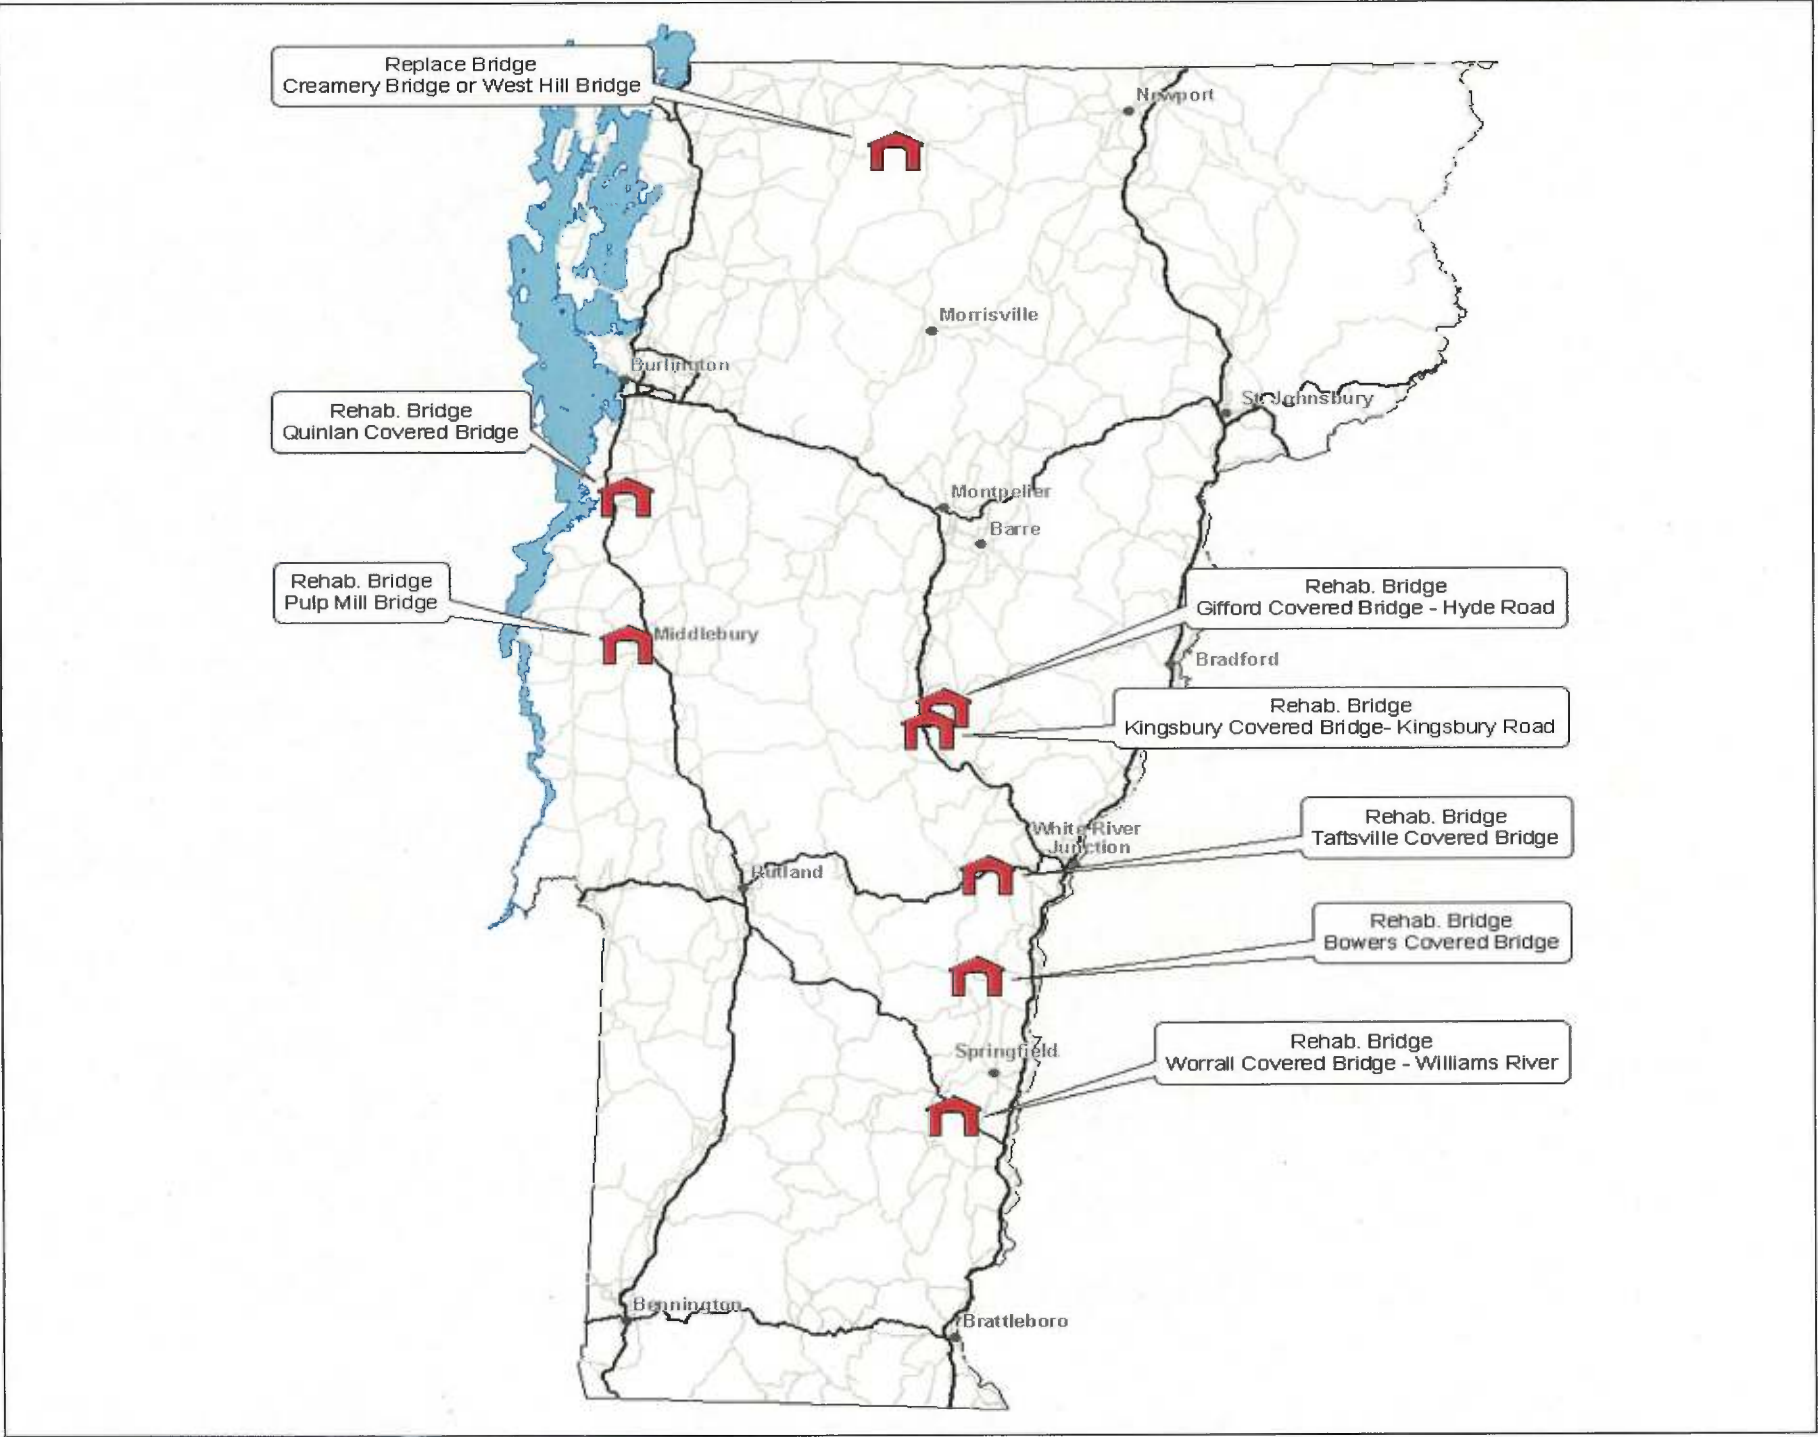 Replace Bridge
Creamery Bridge or West Hill Bridge
Newport
Morrisville
Burlington
Rehab. Bridge
Quinlan Covered Bridge
St. Johnsbury
Montpelier
Barre
Rehab. Bridge
Pulp Mill Bridge
Middlebury
Rehab. Bridge
Gifford Covered Bridge - Hyde Road
Bradford
Rehab. Bridge
Kingsbury Covered Bridge- Kingsbury Road
White River
Junction
Rehab. Bridge
Taftsville Covered Bridge
Rutland
Rehab. Bridge
Bowers Covered Bridge
Springfield
Rehab. Bridge
Worrall Covered Bridge - Williams River
Bennington
Brattleboro